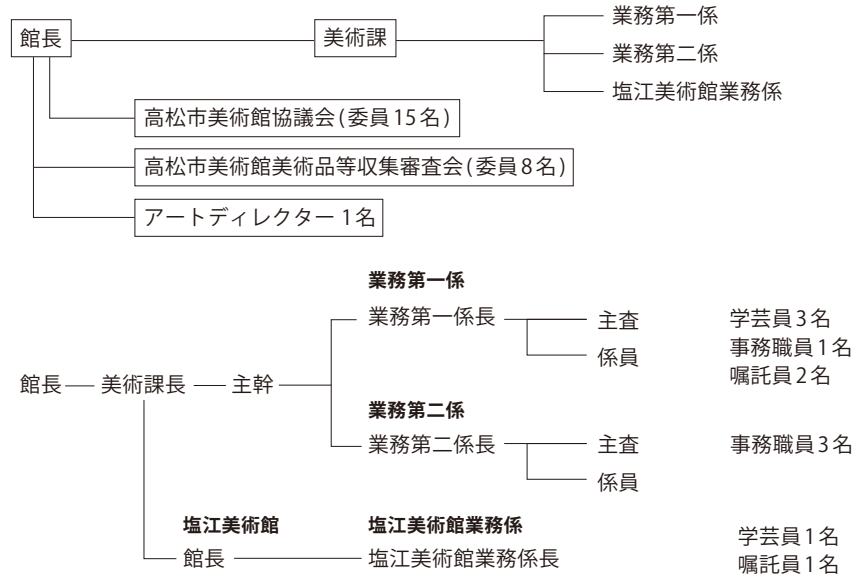 館長
美術課
業務第一係
業務第二係
塩江美術館業務係
高松市美術館協議会(委員15名)
高松市美術館美術品等収集審査会(委員8名)
アートディレクター 1名
業務第一係
業務第一係長
主査
学芸員3名
係員
事務職員1名
嘱託員2名
館長
美術課長
主幹
業務第二係
業務第二係長
主査
事務職員3名
係員
塩江美術館
塩江美術館業務係
館長
塩江美術館業務係長
学芸員1名
嘱託員1名